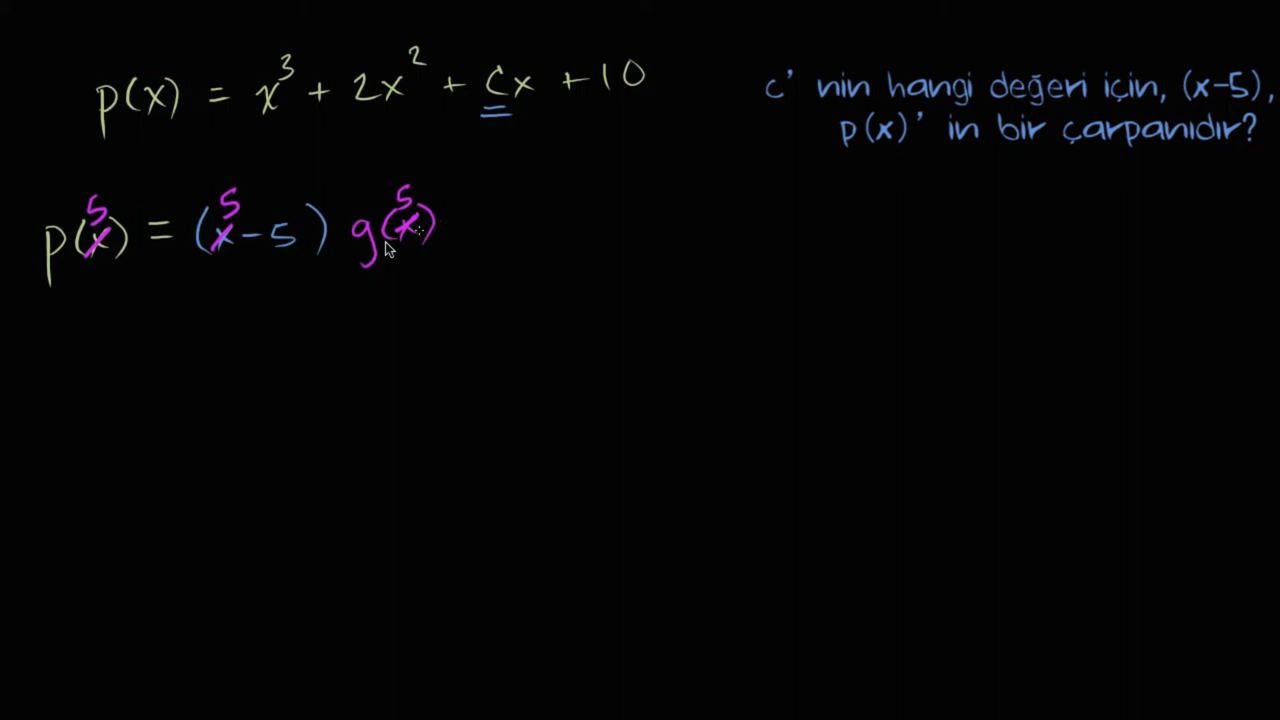 p(x) = x³ + 2x² + cx + 10
c' nin hangi değeri için, (x-5),
p(x)' in bir çarpanıdır?
5 5 5
p(x) = (x-5) g(x)